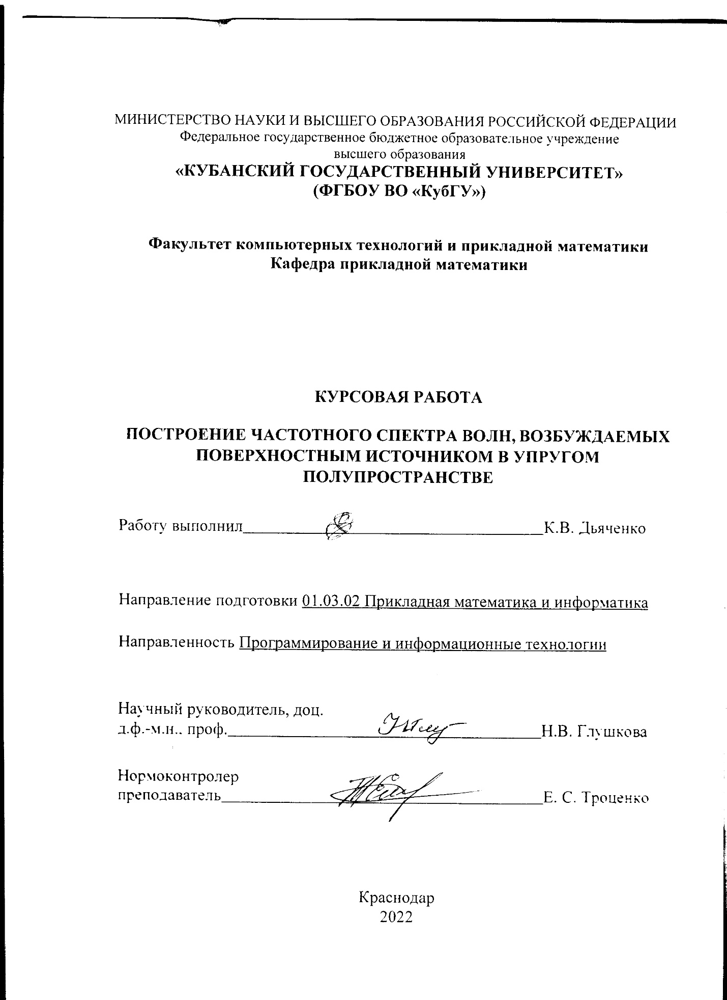 МИНИСТЕРСТВО НАУКИ И ВЫСШЕГО ОБРАЗОВАНИЯ РОССИЙСКОЙ ФЕДЕРАЦИИ
Федеральное государственное бюджетное образовательное учреждение
высшего образования
«КУБАНСКИЙ ГОСУДАРСТВЕННЫЙ УНИВЕРСИТЕТ»
(ФГБОУ ВО «КубГУ»)
Факультет компьютерных технологий и прикладной математики
Кафедра прикладной математики
КУРСОВАЯ РАБОТА
ПОСТРОЕНИЕ ЧАСТОТНОГО СПЕКТРА ВОЛН, ВОЗБУЖДАЕМЫХ
ПОВЕРХНОСТНЫМ ИСТОЧНИКОМ В УПРУГОМ
ПОЛУПРОСТРАНСТВЕ
Работу выполнил К.В. Дьяченко
Направление подготовки 01.03.02 Прикладная математика и информатика
Направленность Программирование и информационные технологии
Научный руководитель, доц.
д.ф.-м.н., проф. Н.В. Глушкова
Нормоконтролер
преподаватель Е. С. Троценко
Краснодар
2022